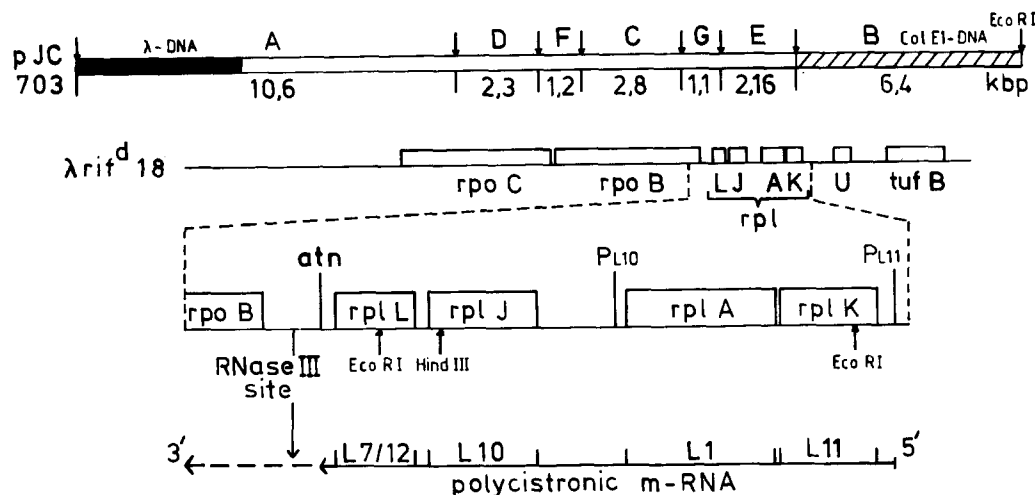 Eco RI
pJC 703
λ-DNA A D F C G E B Col E1-DNA
10,6 2,3 1,2 2,8 1,1 2,16 6,4 kbp
λrif^d 18
rpo C rpo B L J A K U tuf B
rpl
atn PL10 PL11
rpo B rpl L rpl J rpl A rpl K
RNase III site
Eco RI Hind III Eco RI
3' L7/12 L10 L1 L11 5'
polycistronic m-RNA